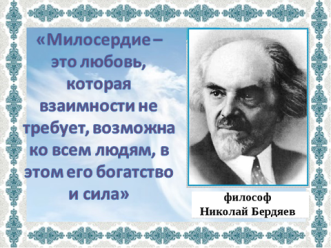 «Милосердие –
это любовь,
которая
взаимности не
требует, возможна
ко всем людям, в
этом его богатство
и сила»
философ
Николай Бердяев